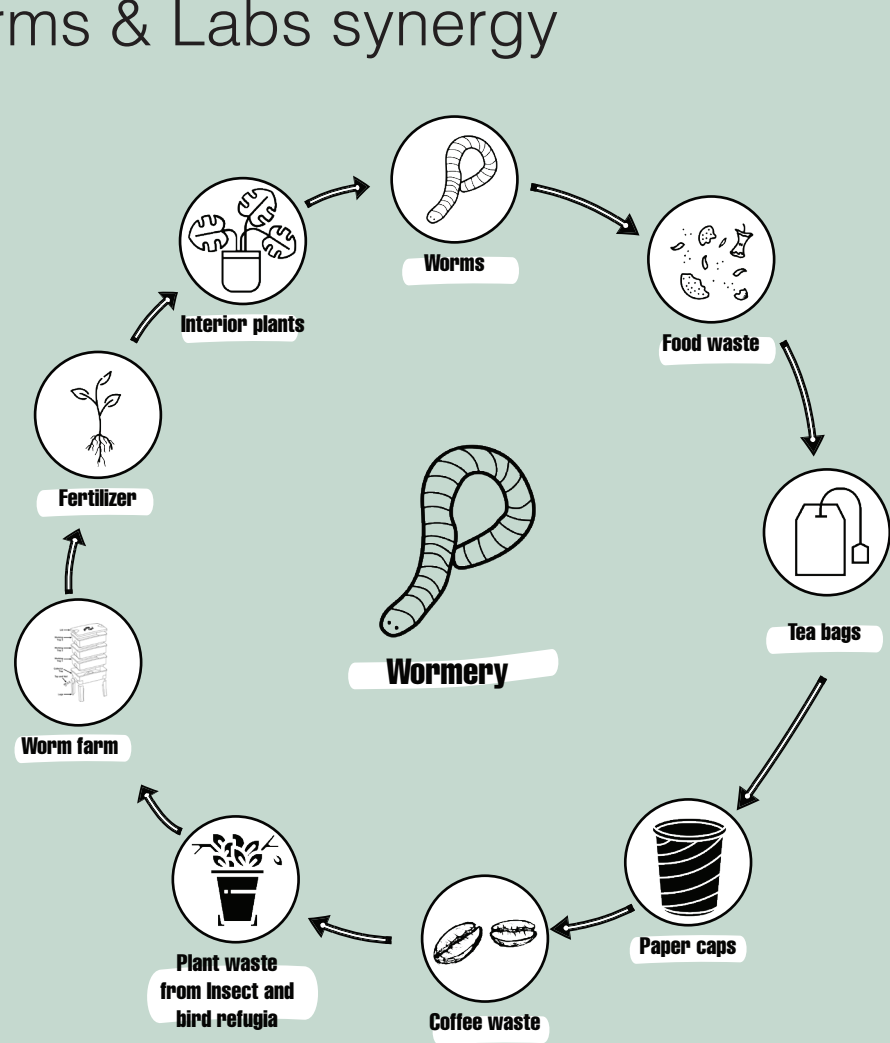 rms & Labs synergy
Worms
Interior plants
Food waste
Fertilizer
Tea bags
Wormery
Worm farm
Paper caps
Plant waste
from Insect and
bird refugia
Coffee waste